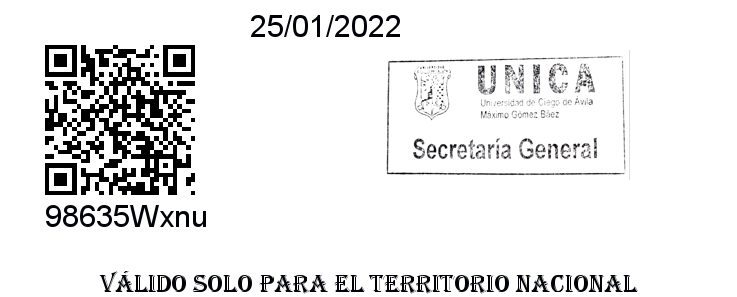 25/01/2022
UNIVERSIDAD
UNICA
Universidad de Ciego de Ávila
Máximo Gómez Báez
Secretaría General
98635Wxnu
VÁLIDO SOLO PARA EL TERRITORIO NACIONAL